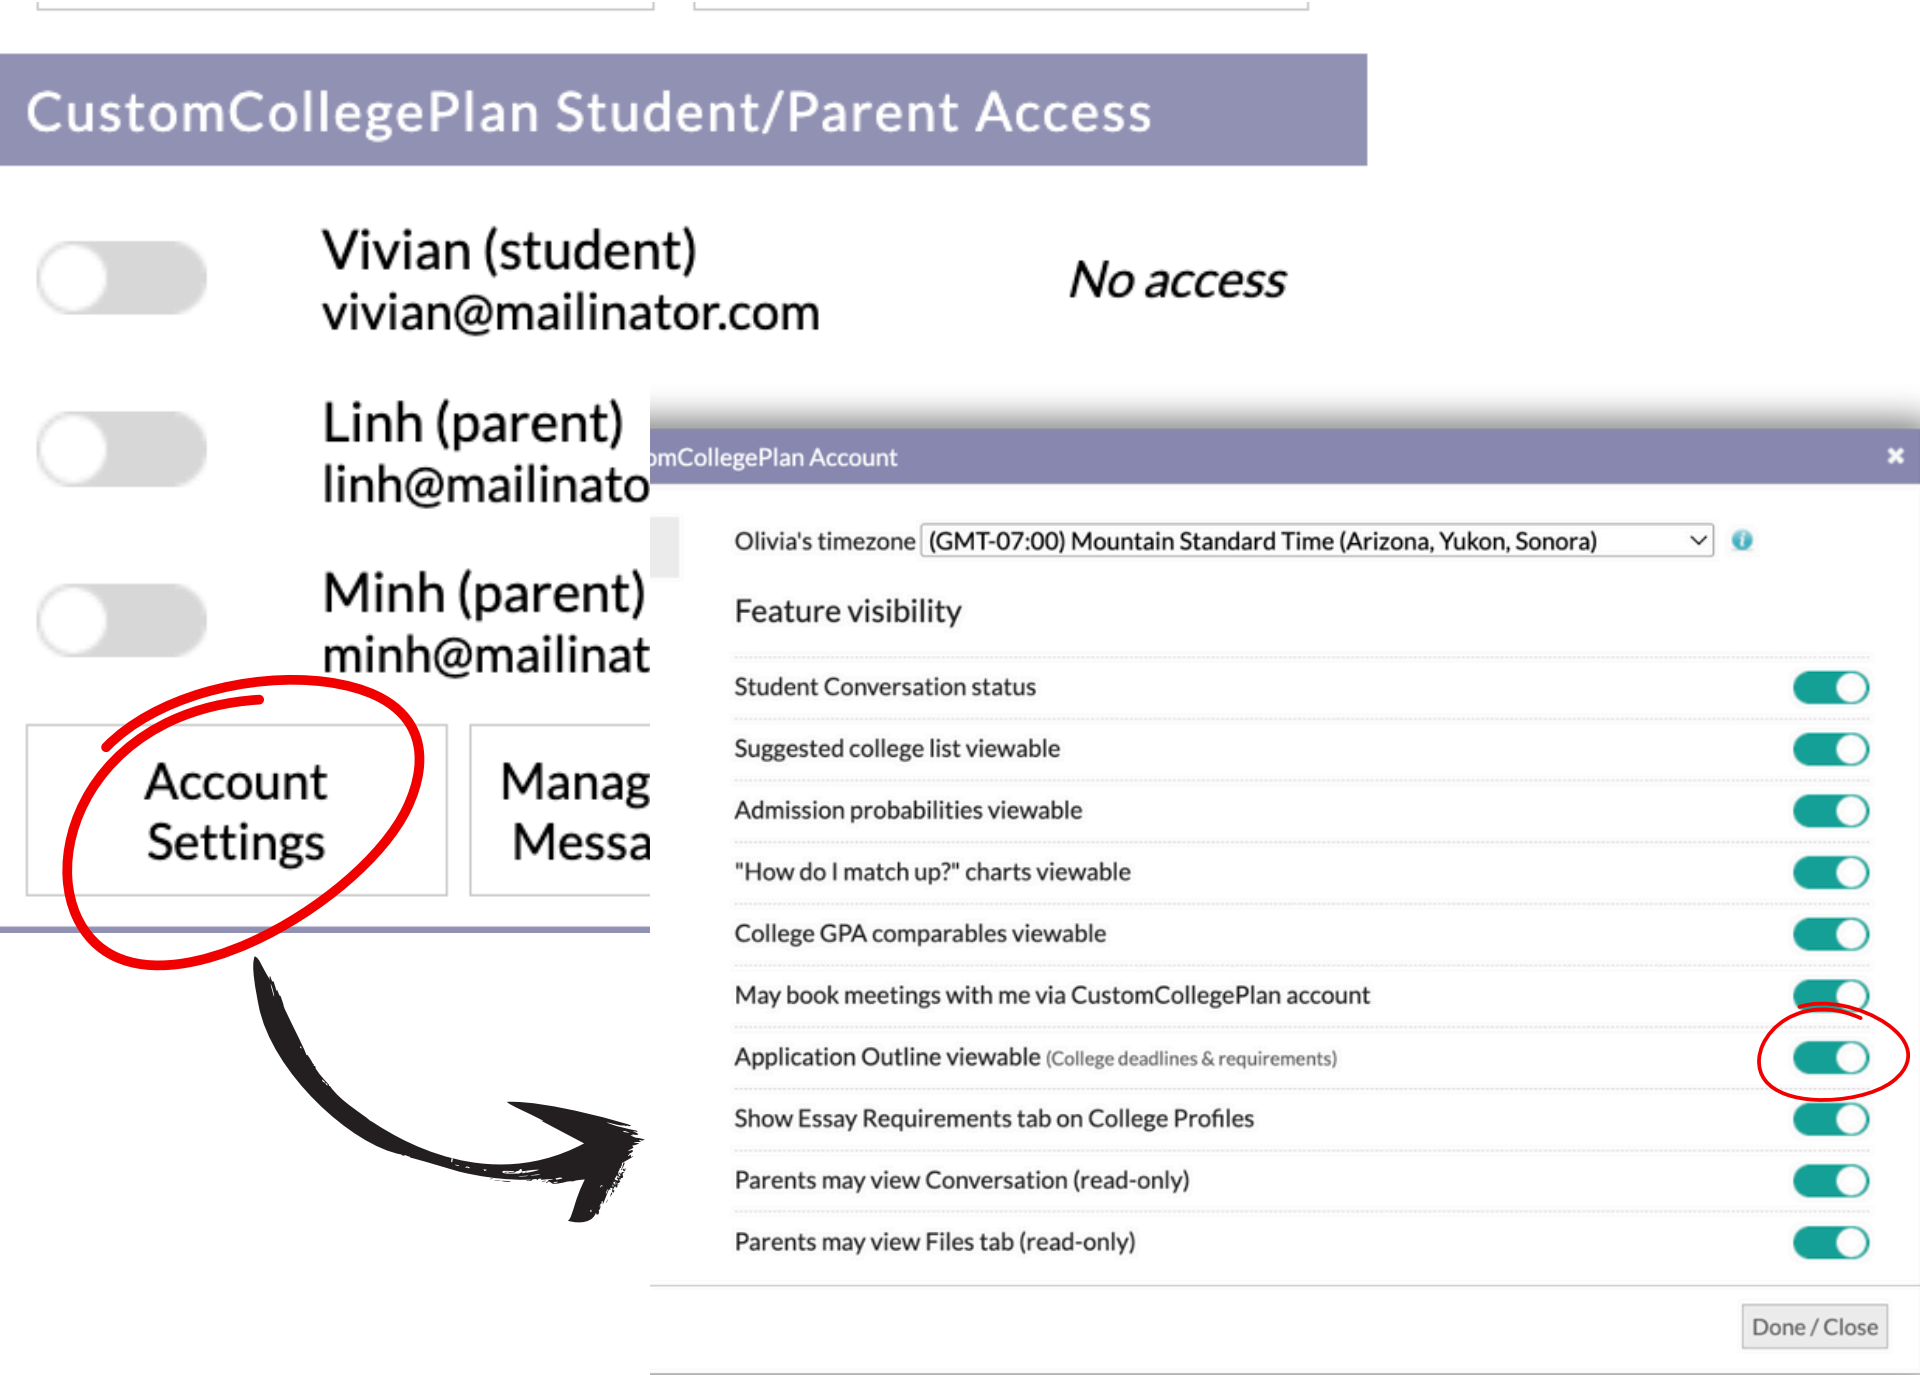 CustomCollegePlan Student/Parent Access
Vivian (student)
vivian@mailinator.com
No access
Linh (parent)
linh@mailinato
Minh (parent)
minh@mailinat
Account
Settings
Manag
Messa
omCollegePlan Account
Olivia's timezone (GMT-07:00) Mountain Standard Time (Arizona, Yukon, Sonora)
Feature visibility
Student Conversation status
Suggested college list viewable
Admission probabilities viewable
"How do I match up?" charts viewable
College GPA comparables viewable
May book meetings with me via CustomCollegePlan account
Application Outline viewable (College deadlines & requirements)
Show Essay Requirements tab on College Profiles
Parents may view Conversation (read-only)
Parents may view Files tab (read-only)
Done / Close